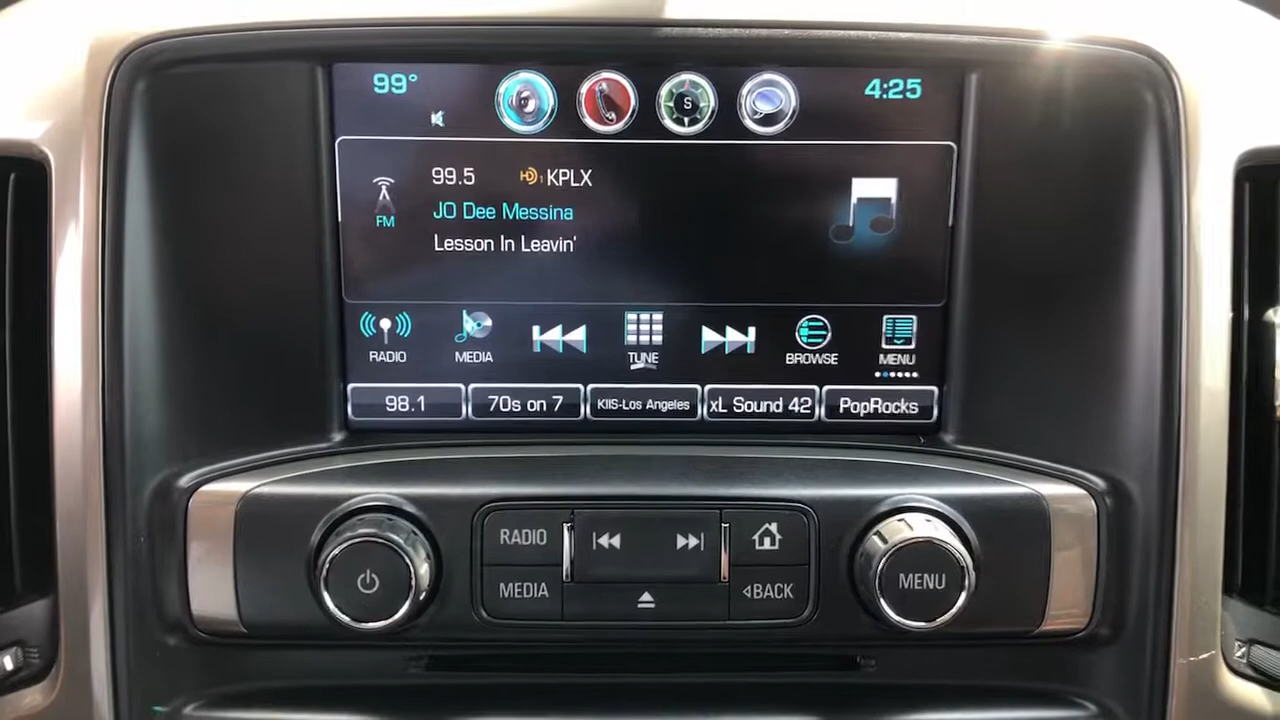 99°
S
4:25
99.5 HD1 KPLX
FM
JO Dee Messina
Lesson In Leavin'
RADIO MEDIA TUNE BROWSE MENU
98.1 70s on 7 KIIS-Los Angeles xL Sound 42 PopRocks
RADIO
MEDIA BACK
MENU